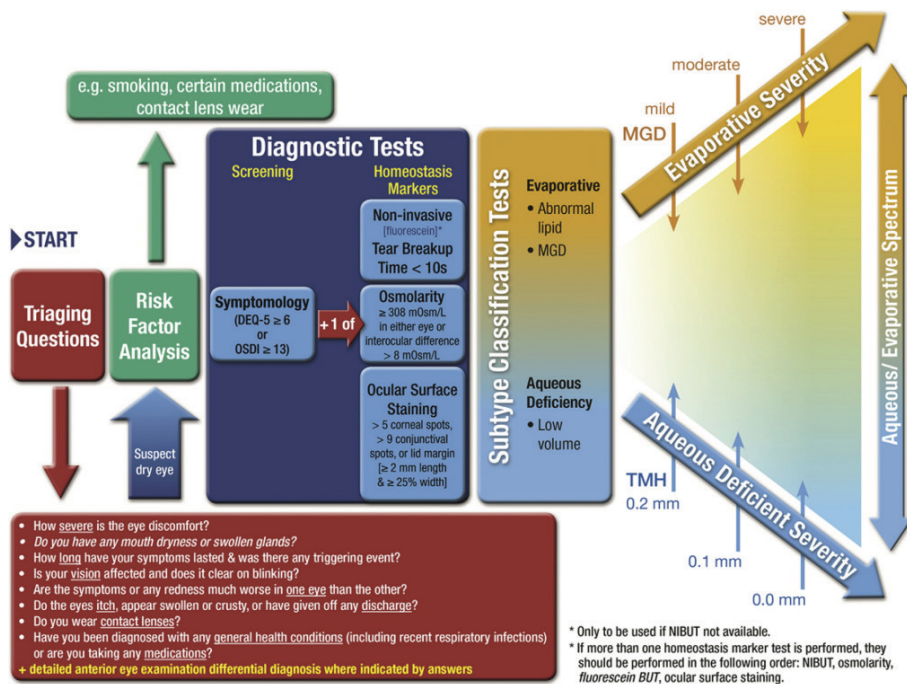 e.g. smoking, certain medications,
contact lens wear
START
Triaging
Questions
Risk
Factor
Analysis
Suspect
dry eye
Diagnostic Tests
Screening
Homeostasis
Markers
Symptomology
(DEQ-5 ≥ 6
or
OSDI ≥ 13)
+1 of
Non-invasive
[fluorescein]*
Tear Breakup
Time < 10s
Osmolarity
≥ 308 mOsm/L
in either eye or
interocular difference
> 8 mOsm/L
Ocular Surface
Staining
> 5 corneal spots,
> 9 conjunctival
spots, or lid margin
[≥ 2 mm length
& ≥ 25% width]
Subtype Classification Tests
Evaporative
• Abnormal
lipid
• MGD
Aqueous
Deficiency
• Low
volume
severe
moderate
mild
MGD
Evaporative Severity
Aqueous/ Evaporative Spectrum
TMH
0.2 mm
0.1 mm
0.0 mm
Aqueous Deficient Severity
• How severe is the eye discomfort?
• Do you have any mouth dryness or swollen glands?
• How long have your symptoms lasted & was there any triggering event?
• Is your vision affected and does it clear on blinking?
• Are the symptoms or any redness much worse in one eye than the other?
• Do the eyes itch, appear swollen or crusty, or have given off any discharge?
• Do you wear contact lenses?
• Have you been diagnosed with any general health conditions (including recent respiratory infections)
or are you taking any medications?
+ detailed anterior eye examination differential diagnosis where indicated by answers
* Only to be used if NIBUT not available.
* If more than one homeostasis marker test is performed, they
should be performed in the following order: NIBUT, osmolarity,
fluorescein BUT, ocular surface staining.